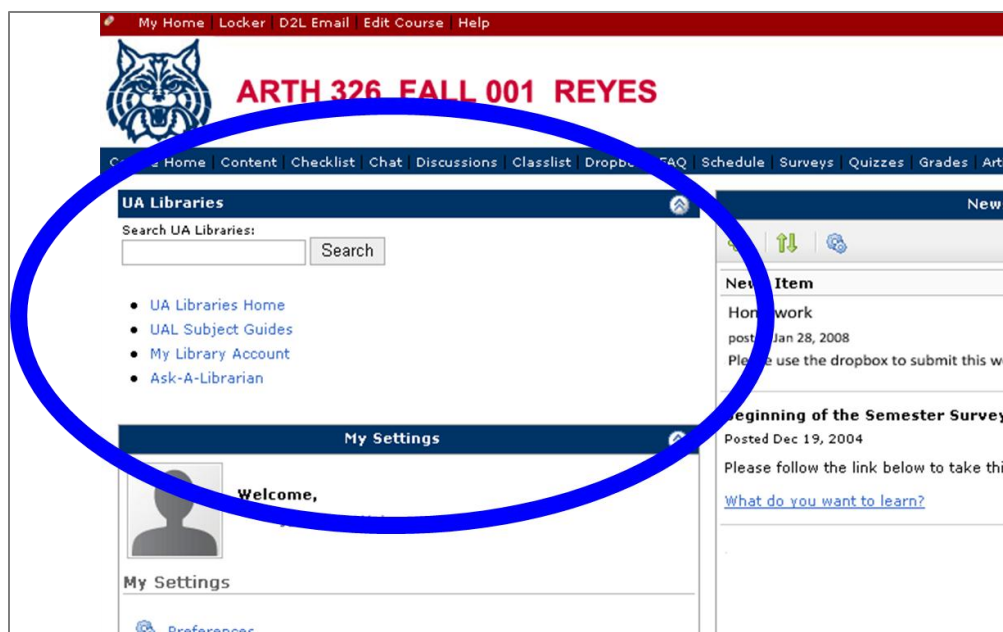 My Home | Locker | D2L Email | Edit Course | Help
ARTH 326 FALL 001 REYES
Home | Content | Checklist | Chat | Discussions | Classlist | Dropbox | FAQ | Schedule | Surveys | Quizzes | Grades | Art
UA Libraries
Search UA Libraries:
Search
• UA Libraries Home
• UAL Subject Guides
• My Library Account
• Ask-A-Librarian
My Settings
Welcome,
My Settings
Preferences
New
Item
posted Jan 28, 2008
use the dropbox to submit this w
Beginning of the Semester Survey
Posted Dec 19, 2004
Please follow the link below to take thi
What do you want to learn?